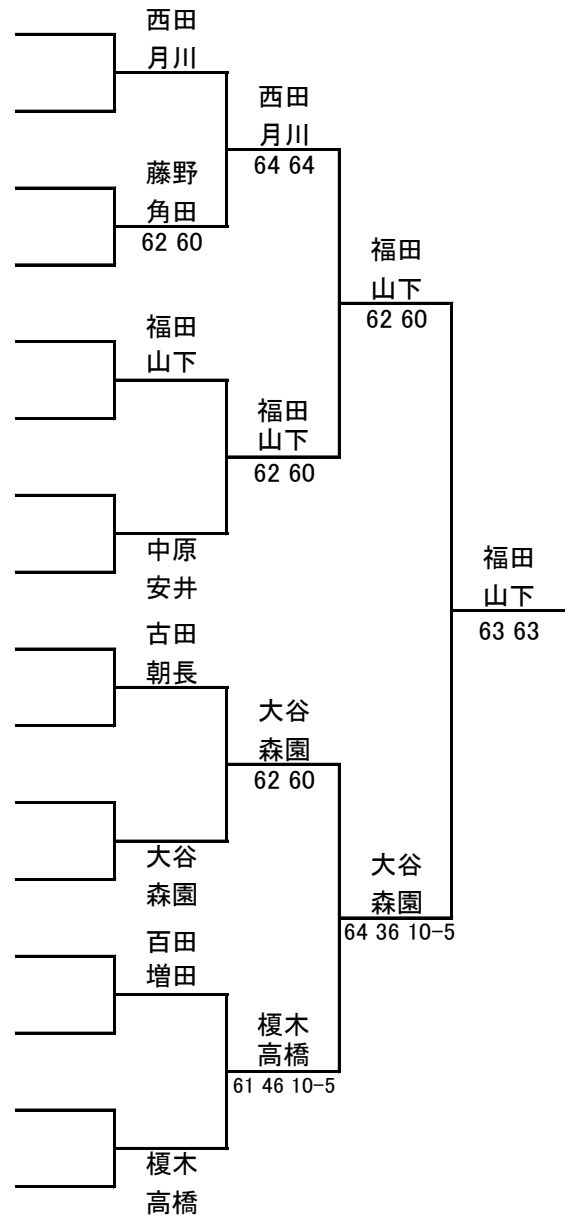 西田
月川
西田
月川
64 64
藤野
角田
62 60
福田
山下
62 60
福田
山下
福田
山下
62 60
中原
安井
福田
山下
63 63
古田
朝長
大谷
森園
62 60
大谷
森園
大谷
森園
64 36 10-5
百田
増田
榎木
高橋
61 46 10-5
榎木
高橋